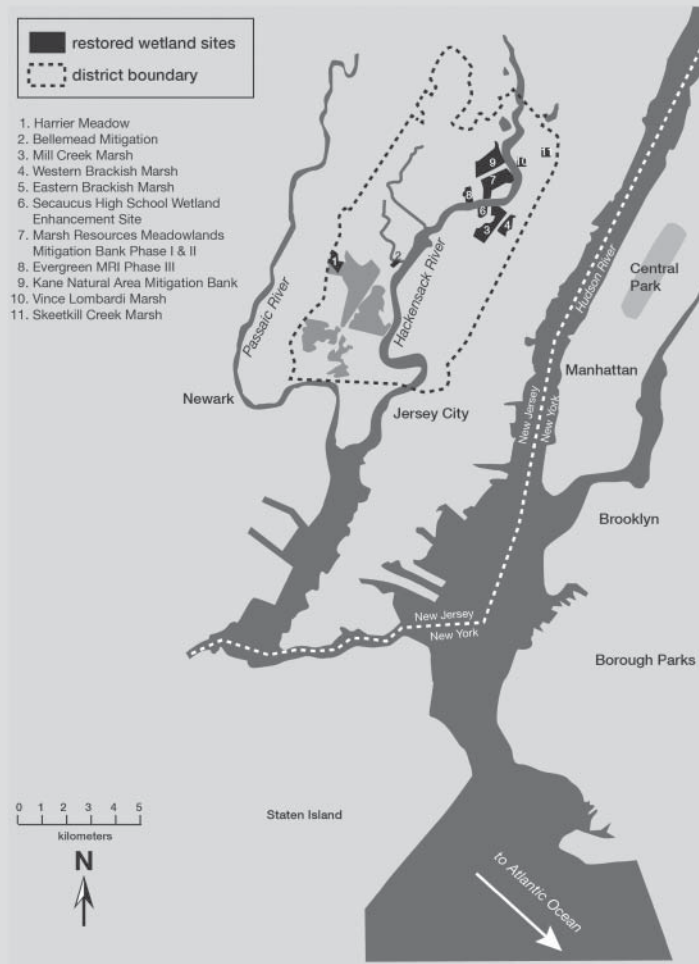 restored wetland sites
district boundary
1. Harrier Meadow
2. Bellemead Mitigation
3. Mill Creek Marsh
4. Western Brackish Marsh
5. Eastern Brackish Marsh
6. Secaucus High School Wetland
Enhancement Site
7. Marsh Resources Meadowlands
Mitigation Bank Phase I & II
8. Evergreen MRI Phase III
9. Kane Natural Area Mitigation Bank
10. Vince Lombardi Marsh
11. Skeetkill Creek Marsh
11
10
9
7
8
6
3
4
1
2
Passaic River
Hackensack River
Hudson River
Central
Park
Manhattan
New Jersey
New York
Newark
Jersey City
Brooklyn
New Jersey
New York
Borough Parks
Staten Island
0 1 2 3 4 5
kilometers
N
to Atlantic Ocean